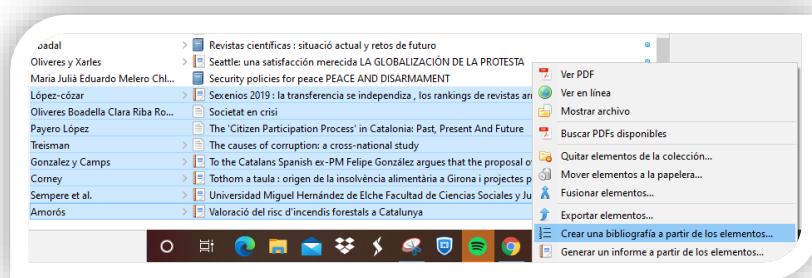 Revistas científicas : situació actual y retos de futuro
Oliveres y Xarles Seattle: una satisfacción merecida LA GLOBALIZACIÓN DE LA PROTESTA
Maria Julià Eduardo Melero Chl... Security policies for peace PEACE AND DISARMAMENT
López-cózar Sexenios 2019 : la transferencia se independiza , los rankings de revistas
Oliveres Boadella Clara Riba Ro... Societat en crisi
Payero López The 'Citizen Participation Process' in Catalonia: Past, Present And Future
Treisman The causes of corruption: a cross-national study
Gonzalez y Camps To the Catalans Spanish ex-PM Felipe González argues that the proposal
Corney Tothom a taula : origen de la insolvència alimentària a Girona i projectes
Sempere et al. Universidad Miguel Hernández de Elche Facultad de Ciencias Sociales y
Amorós Valoració del risc d'incendis forestals a Catalunya
Ver PDF
Ver en línea
Mostrar archivo
Buscar PDFs disponibles
Quitar elementos de la colección...
Mover elementos a la papelera...
Fusionar elementos...
Exportar elementos...
Crear una bibliografía a partir de los elementos...
Generar un informe a partir de los elementos...